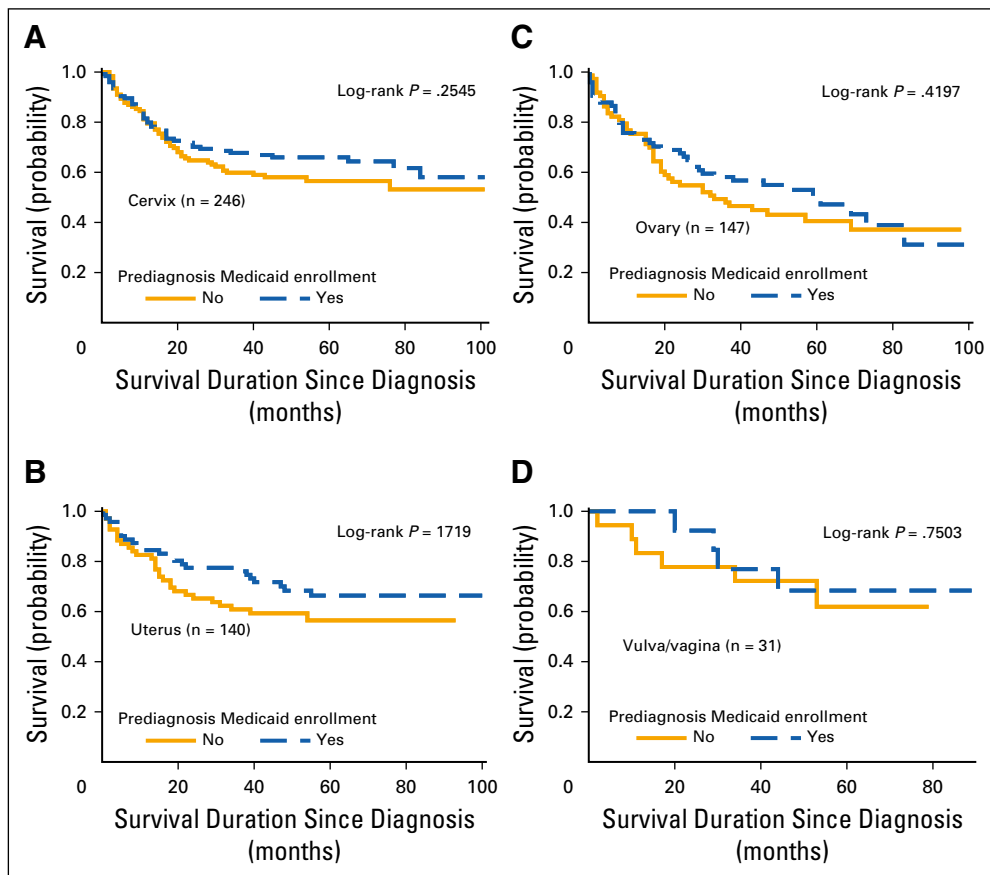 A
1.0
0.8
0.6
0.4
0.2
0
20
40
60
80
100
Survival (probability)
Log-rank P = .2545
Cervix (n = 246)
Prediagnosis Medicaid enrollment
No Yes
Survival Duration Since Diagnosis
(months)
C
1.0
0.8
0.6
0.4
0.2
0
20
40
60
80
100
Survival (probability)
Log-rank P = .4197
Ovary (n = 147)
Prediagnosis Medicaid enrollment
No Yes
Survival Duration Since Diagnosis
(months)
B
1.0
0.8
0.6
0.4
0.2
0
20
40
60
80
100
Survival (probability)
Log-rank P = 1719
Uterus (n = 140)
Prediagnosis Medicaid enrollment
No Yes
Survival Duration Since Diagnosis
(months)
D
1.0
0.8
0.6
0.4
0.2
0
20
40
60
80
Survival (probability)
Log-rank P = .7503
Vulva/vagina (n = 31)
Prediagnosis Medicaid enrollment
No Yes
Survival Duration Since Diagnosis
(months)